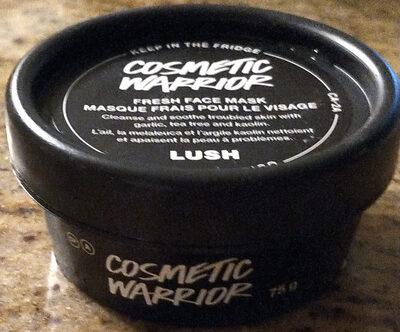 KEEP IN THE FRIDGE
COSMETIC
WARRIOR
FRESH FACE MASK
MASQUE FRAIS POUR LE VISAGE
Cleanse and soothe troubled skin with
garlic, tea tree and kaolin.
L'ail, la melaleuca et l'argile kaolin nettoient
et apaisent la peau à problèmes.
LUSH
COSMETIC
WARRIOR
75 g